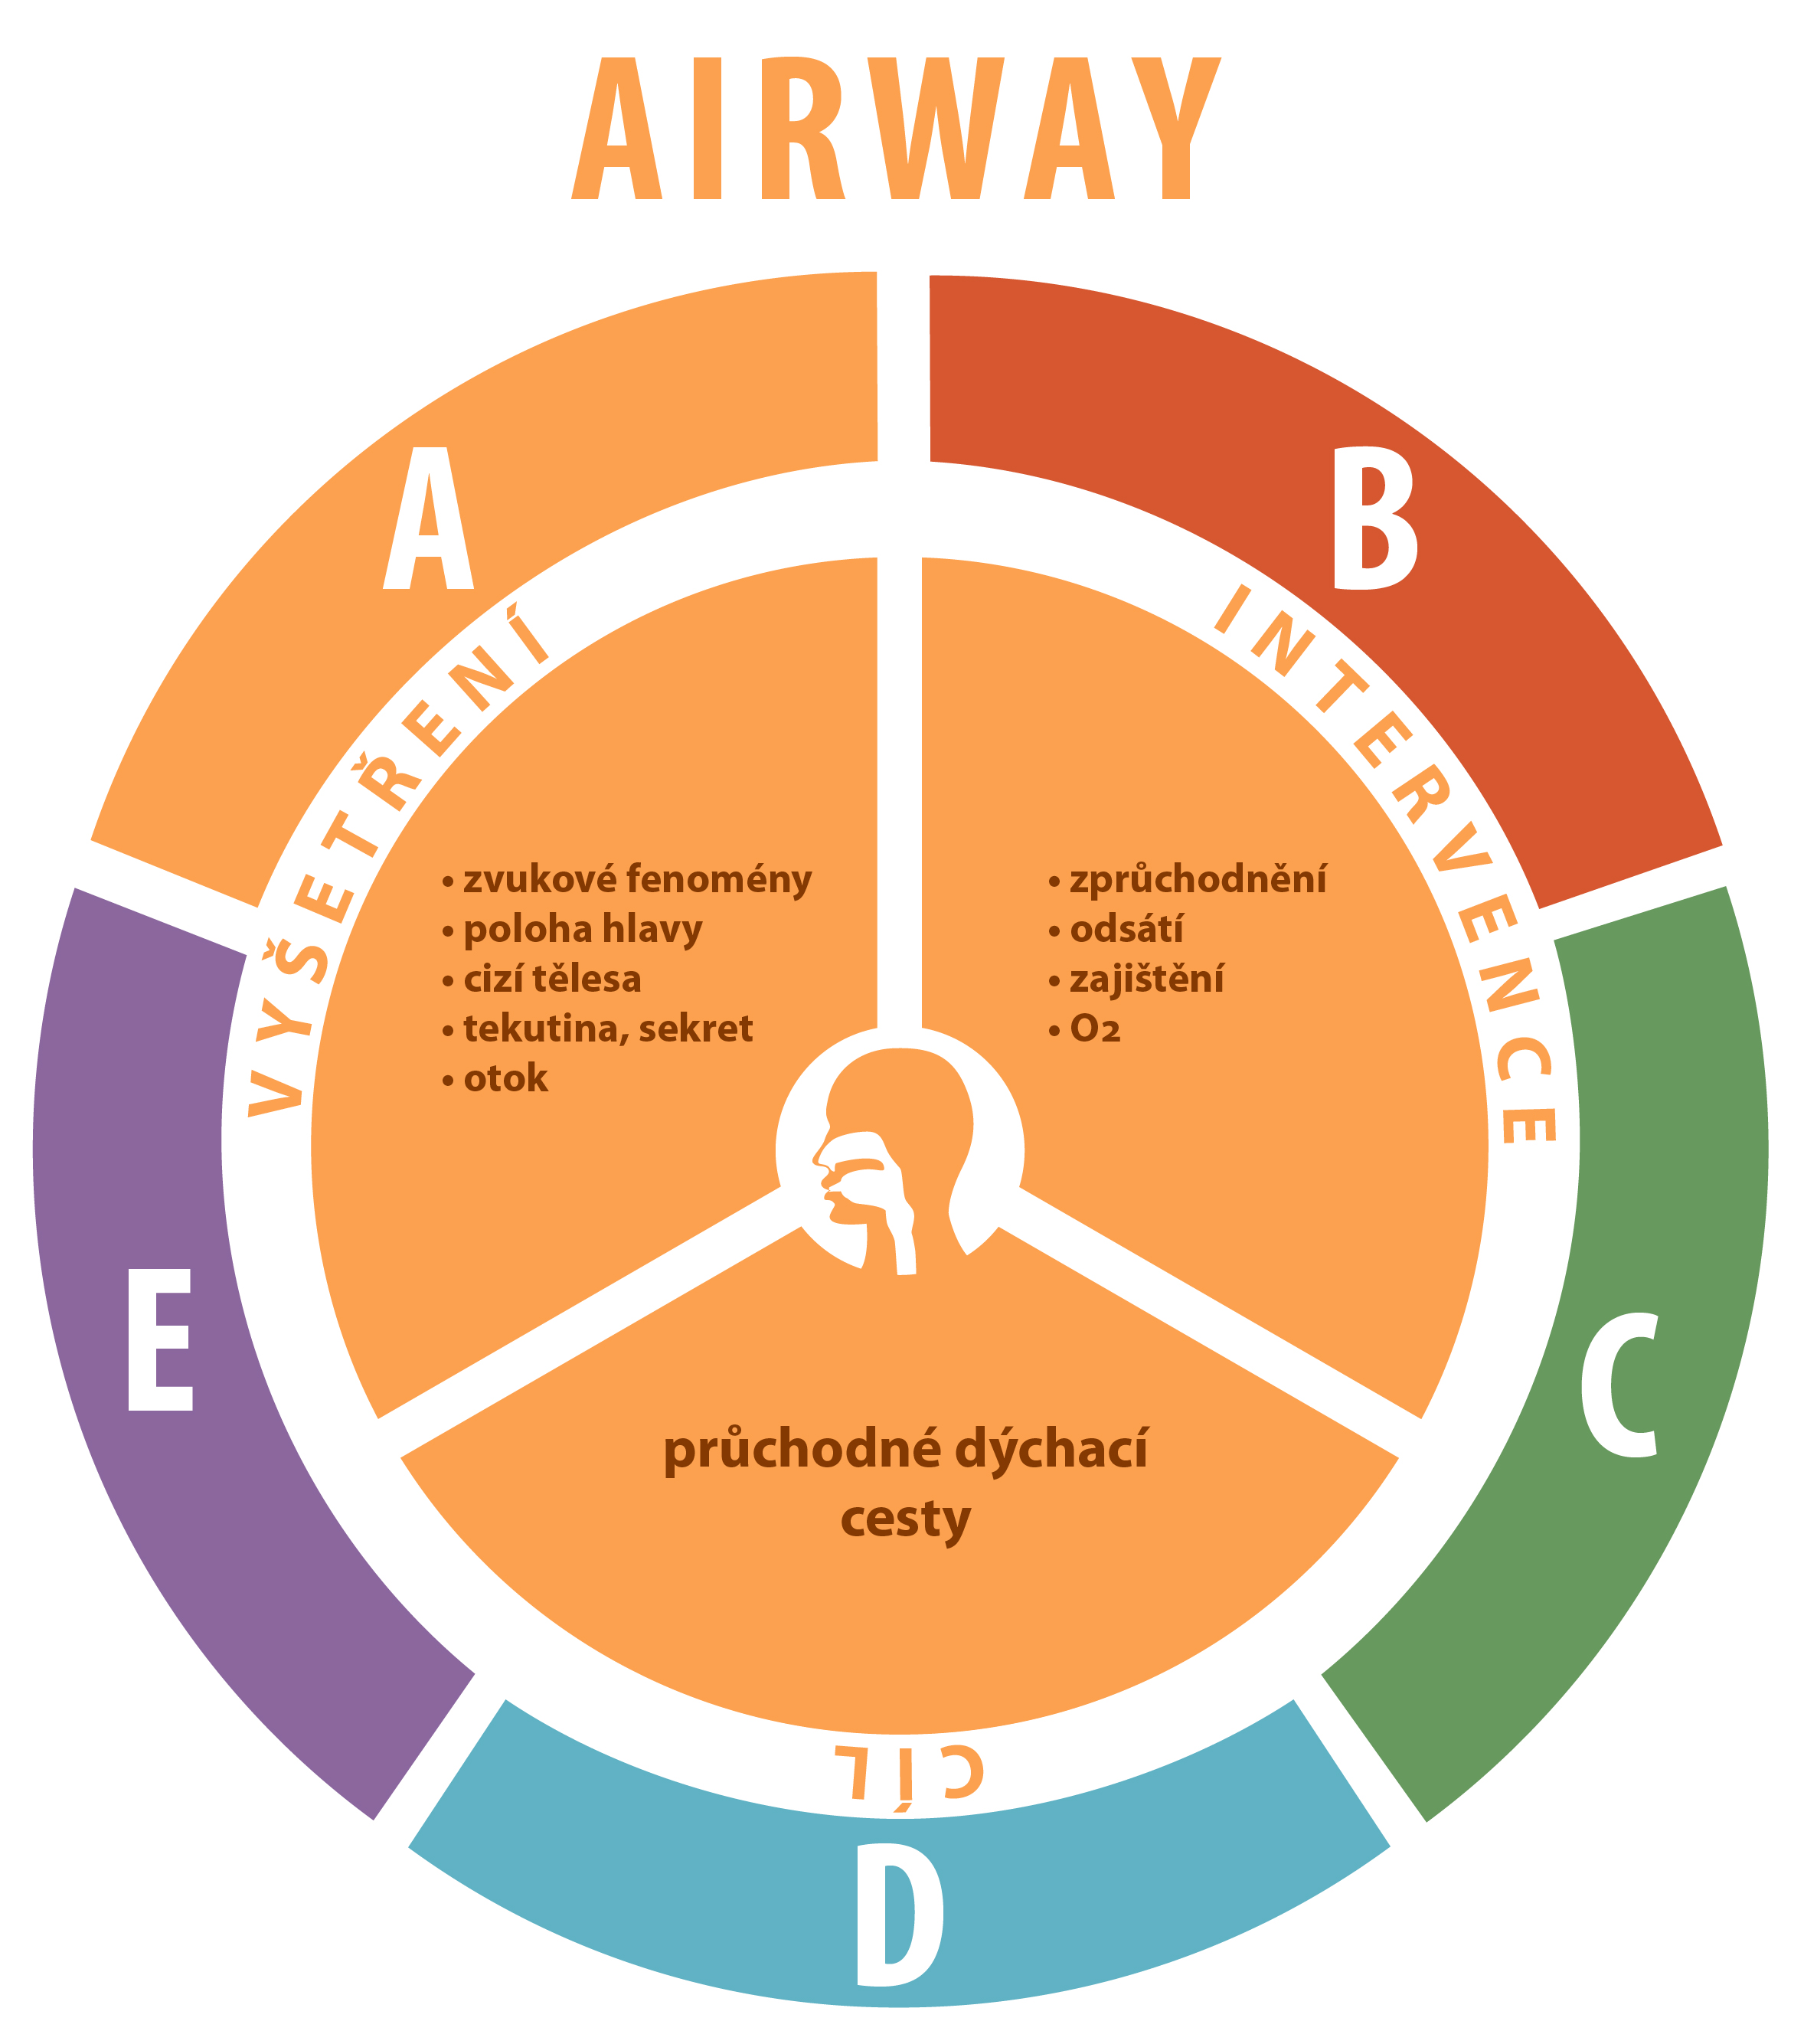 AIRWAY
A
B
VYŠETŘENÍ
INTERVENCE
• zvukové fenomény
• poloha hlavy
• cizí tělesa
• tekutina, sekret
• otok
• zprůchodnění
• odsátí
• zajištění
• O2
E
C
průchodné dýchací
cesty
CÍL
D